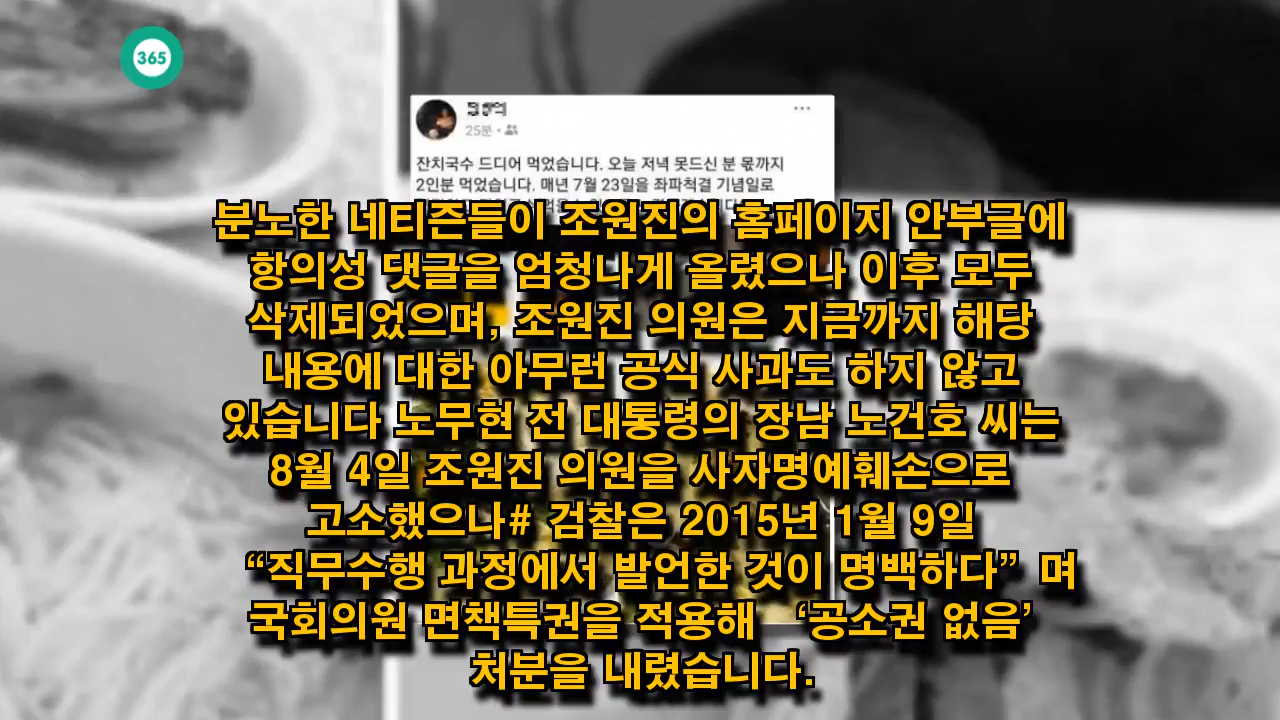 365
25분
잔치국수 드디어 먹었습니다. 오늘 저녁 못드신 분 몫까지
2인분 먹었습니다. 매년 7월 23일을 좌파척결 기념일로
분노한 네티즌들이 조원진의 홈페이지 안부글에
항의성 댓글을 엄청나게 올렸으나 이후 모두
삭제되었으며, 조원진 의원은 지금까지 해당
내용에 대한 아무런 공식 사과도 하지 않고
있습니다 노무현 전 대통령의 장남 노건호 씨는
8월 4일 조원진 의원을 사자명예훼손으로
고소했으나# 검찰은 2015년 1월 9일
“직무수행 과정에서 발언한 것이 명백하다” 며
국회의원 면책특권을 적용해 ‘공소권 없음’
처분을 내렸습니다.